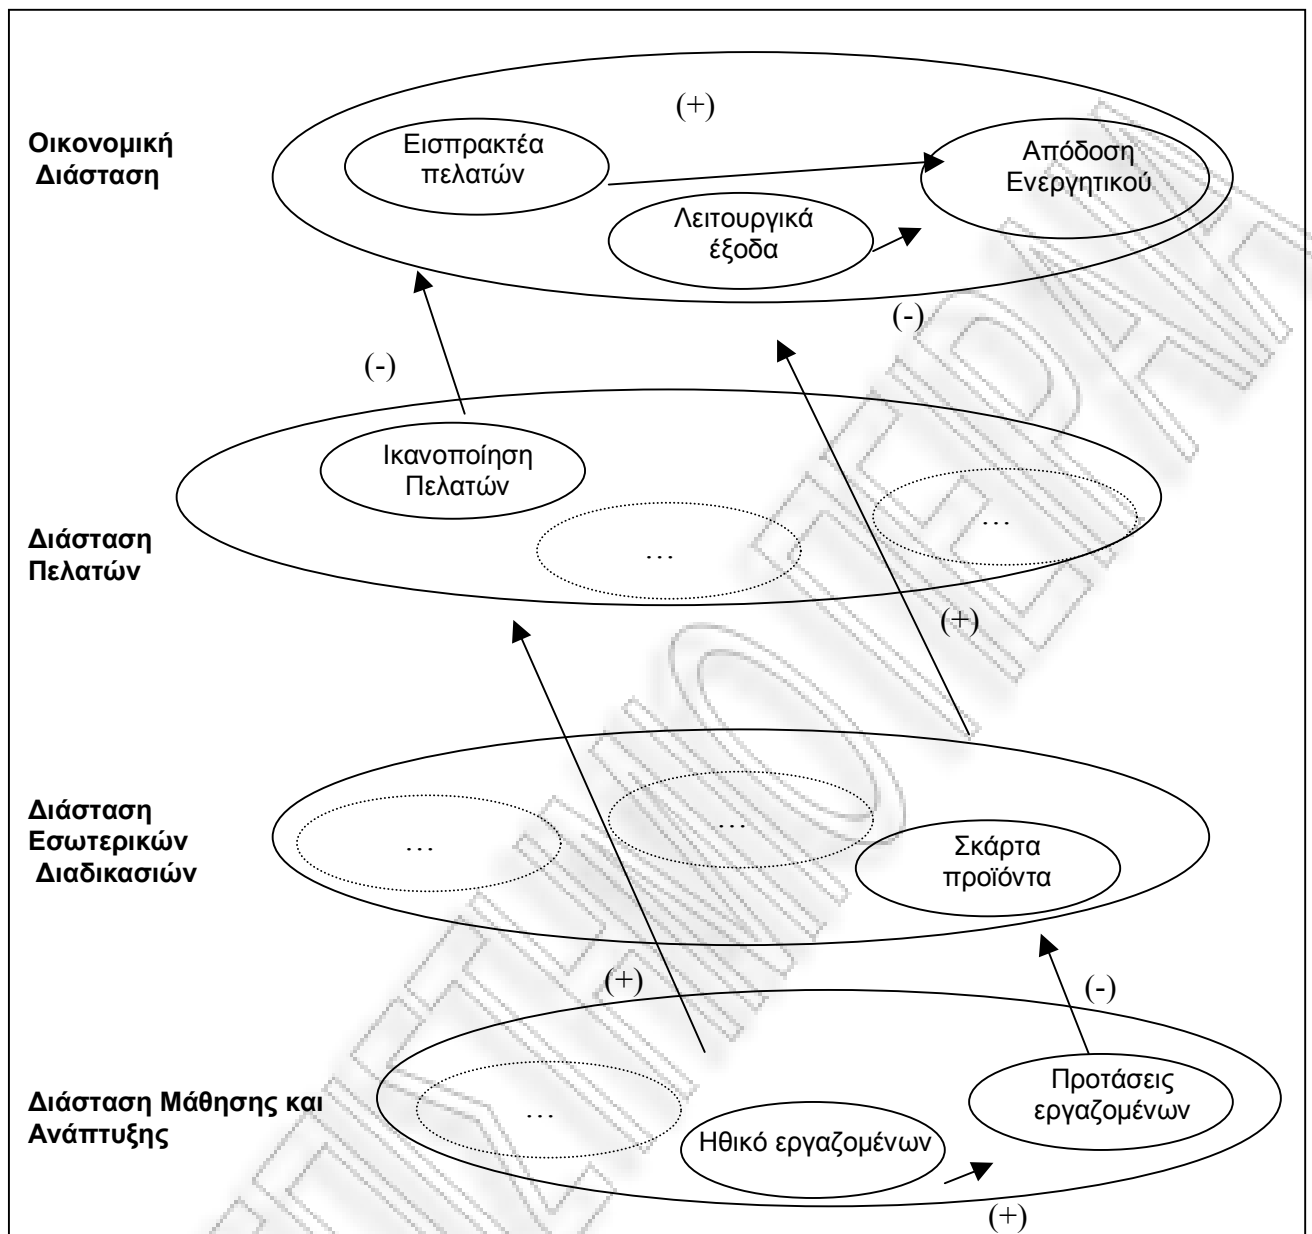 (+)
Οικονομική
Διάσταση
Εισπρακτέα
πελατών
Απόδοση
Ενεργητικού
Λειτουργικά
έξοδα
(-)
(-)
Ικανοποίηση
Πελατών
...
...
Διάσταση
Πελατών
(+)
Διάσταση
Εσωτερικών
Διαδικασιών
...
...
Σκάρτα
προϊόντα
(+)
(-)
Διάσταση Μάθησης και
Ανάπτυξης
...
Ηθικό εργαζομένων
Προτάσεις
εργαζομένων
(+)